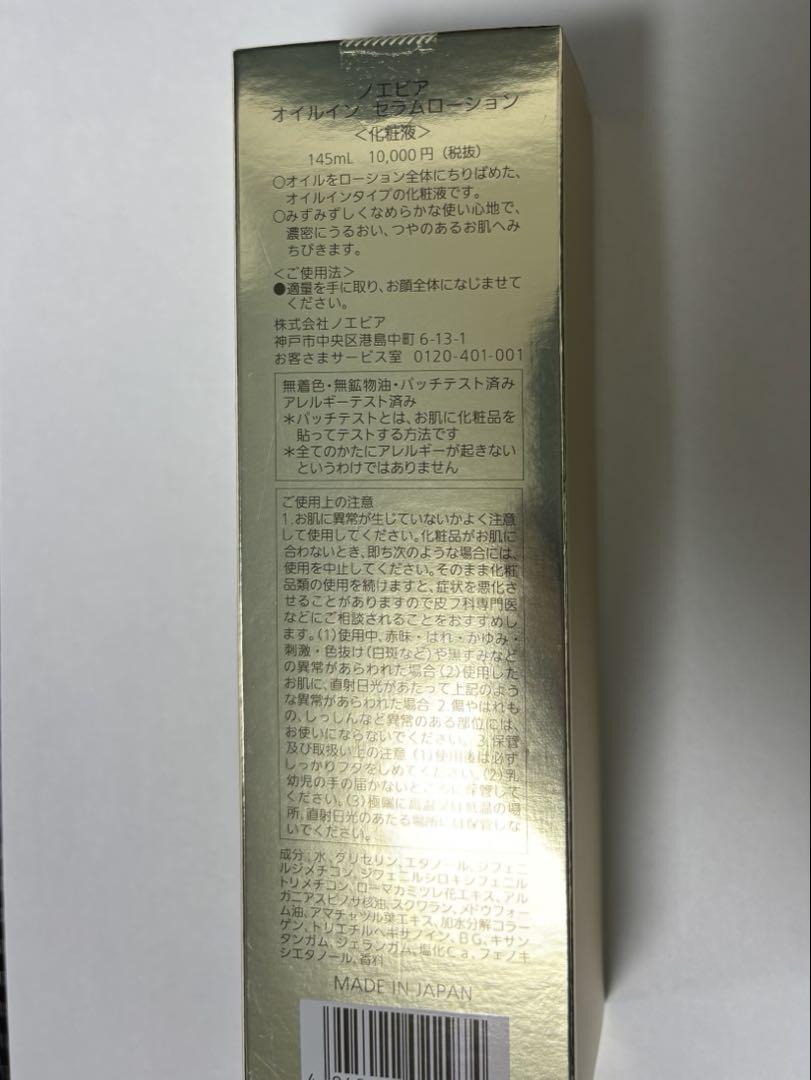 ノエビア
オイルイン セラムローション
＜化粧液＞
145mL 10,000円（税抜）
○オイルをローション全体にちりばめた、
オイルインタイプの化粧液です。
○みずみずしくなめらかな使い心地で、
濃密にうるおい、つやのあるお肌へみ
ちびきます。
＜ご使用法＞
●適量を手に取り、お顔全体になじませて
ください。
株式会社ノエビア
神戸市中央区港島中町 6-13-1
お客さまサービス室 0120-401-001
無着色・無鉱物油・パッチテスト済み
アレルギーテスト済み
＊パッチテストとは、お肌に化粧品を
貼ってテストする方法です
＊全てのかたにアレルギーが起きない
というわけではありません
ご使用上の注意
1.お肌に異常が生じていないかよく注意
して使用してください。化粧品がお肌に
合わないとき、即ち次のような場合には、
使用を中止してください。そのまま化粧
品類の使用を続けますと、症状を悪化さ
せることがありますので皮フ科専門医
などにご相談されることをおすすめし
ます。(1)使用中、赤味・はれ・かゆみ・
刺激・色抜け（白斑など）や黒ずみなど
の異常があらわれた場合 (2)使用した
お肌に、直射日光があたって上記のよう
な異常があらわれた場合 2.傷やはれも
の、しっしんなど異常のある部位には、
お使いにならないでください。 3.保管
及び取扱い上の注意 (1)使用後は必ず
しっかりフタをしめてください。(2)乳
幼児の手の届かないところに保管して
ください。(3)極端に高温又は低温の場
所、直射日光のあたる場所には保管しな
いでください。
成分：水、グリセリン、エタノール、ジフェニ
ルジメチコン、ジフェニルシロキシフェニル
トリメチコン、ローマカミツレ花エキス、アル
ガニアスピノサ核油、スクワラン、メドウフォー
ム油、アマチャヅル葉エキス、加水分解コラー
ゲン、トリエチルヘキサノイン、BG、キサン
タンガム、ジェランガム、塩化Ca、フェノキ
シエタノール、香料
MADE IN JAPAN